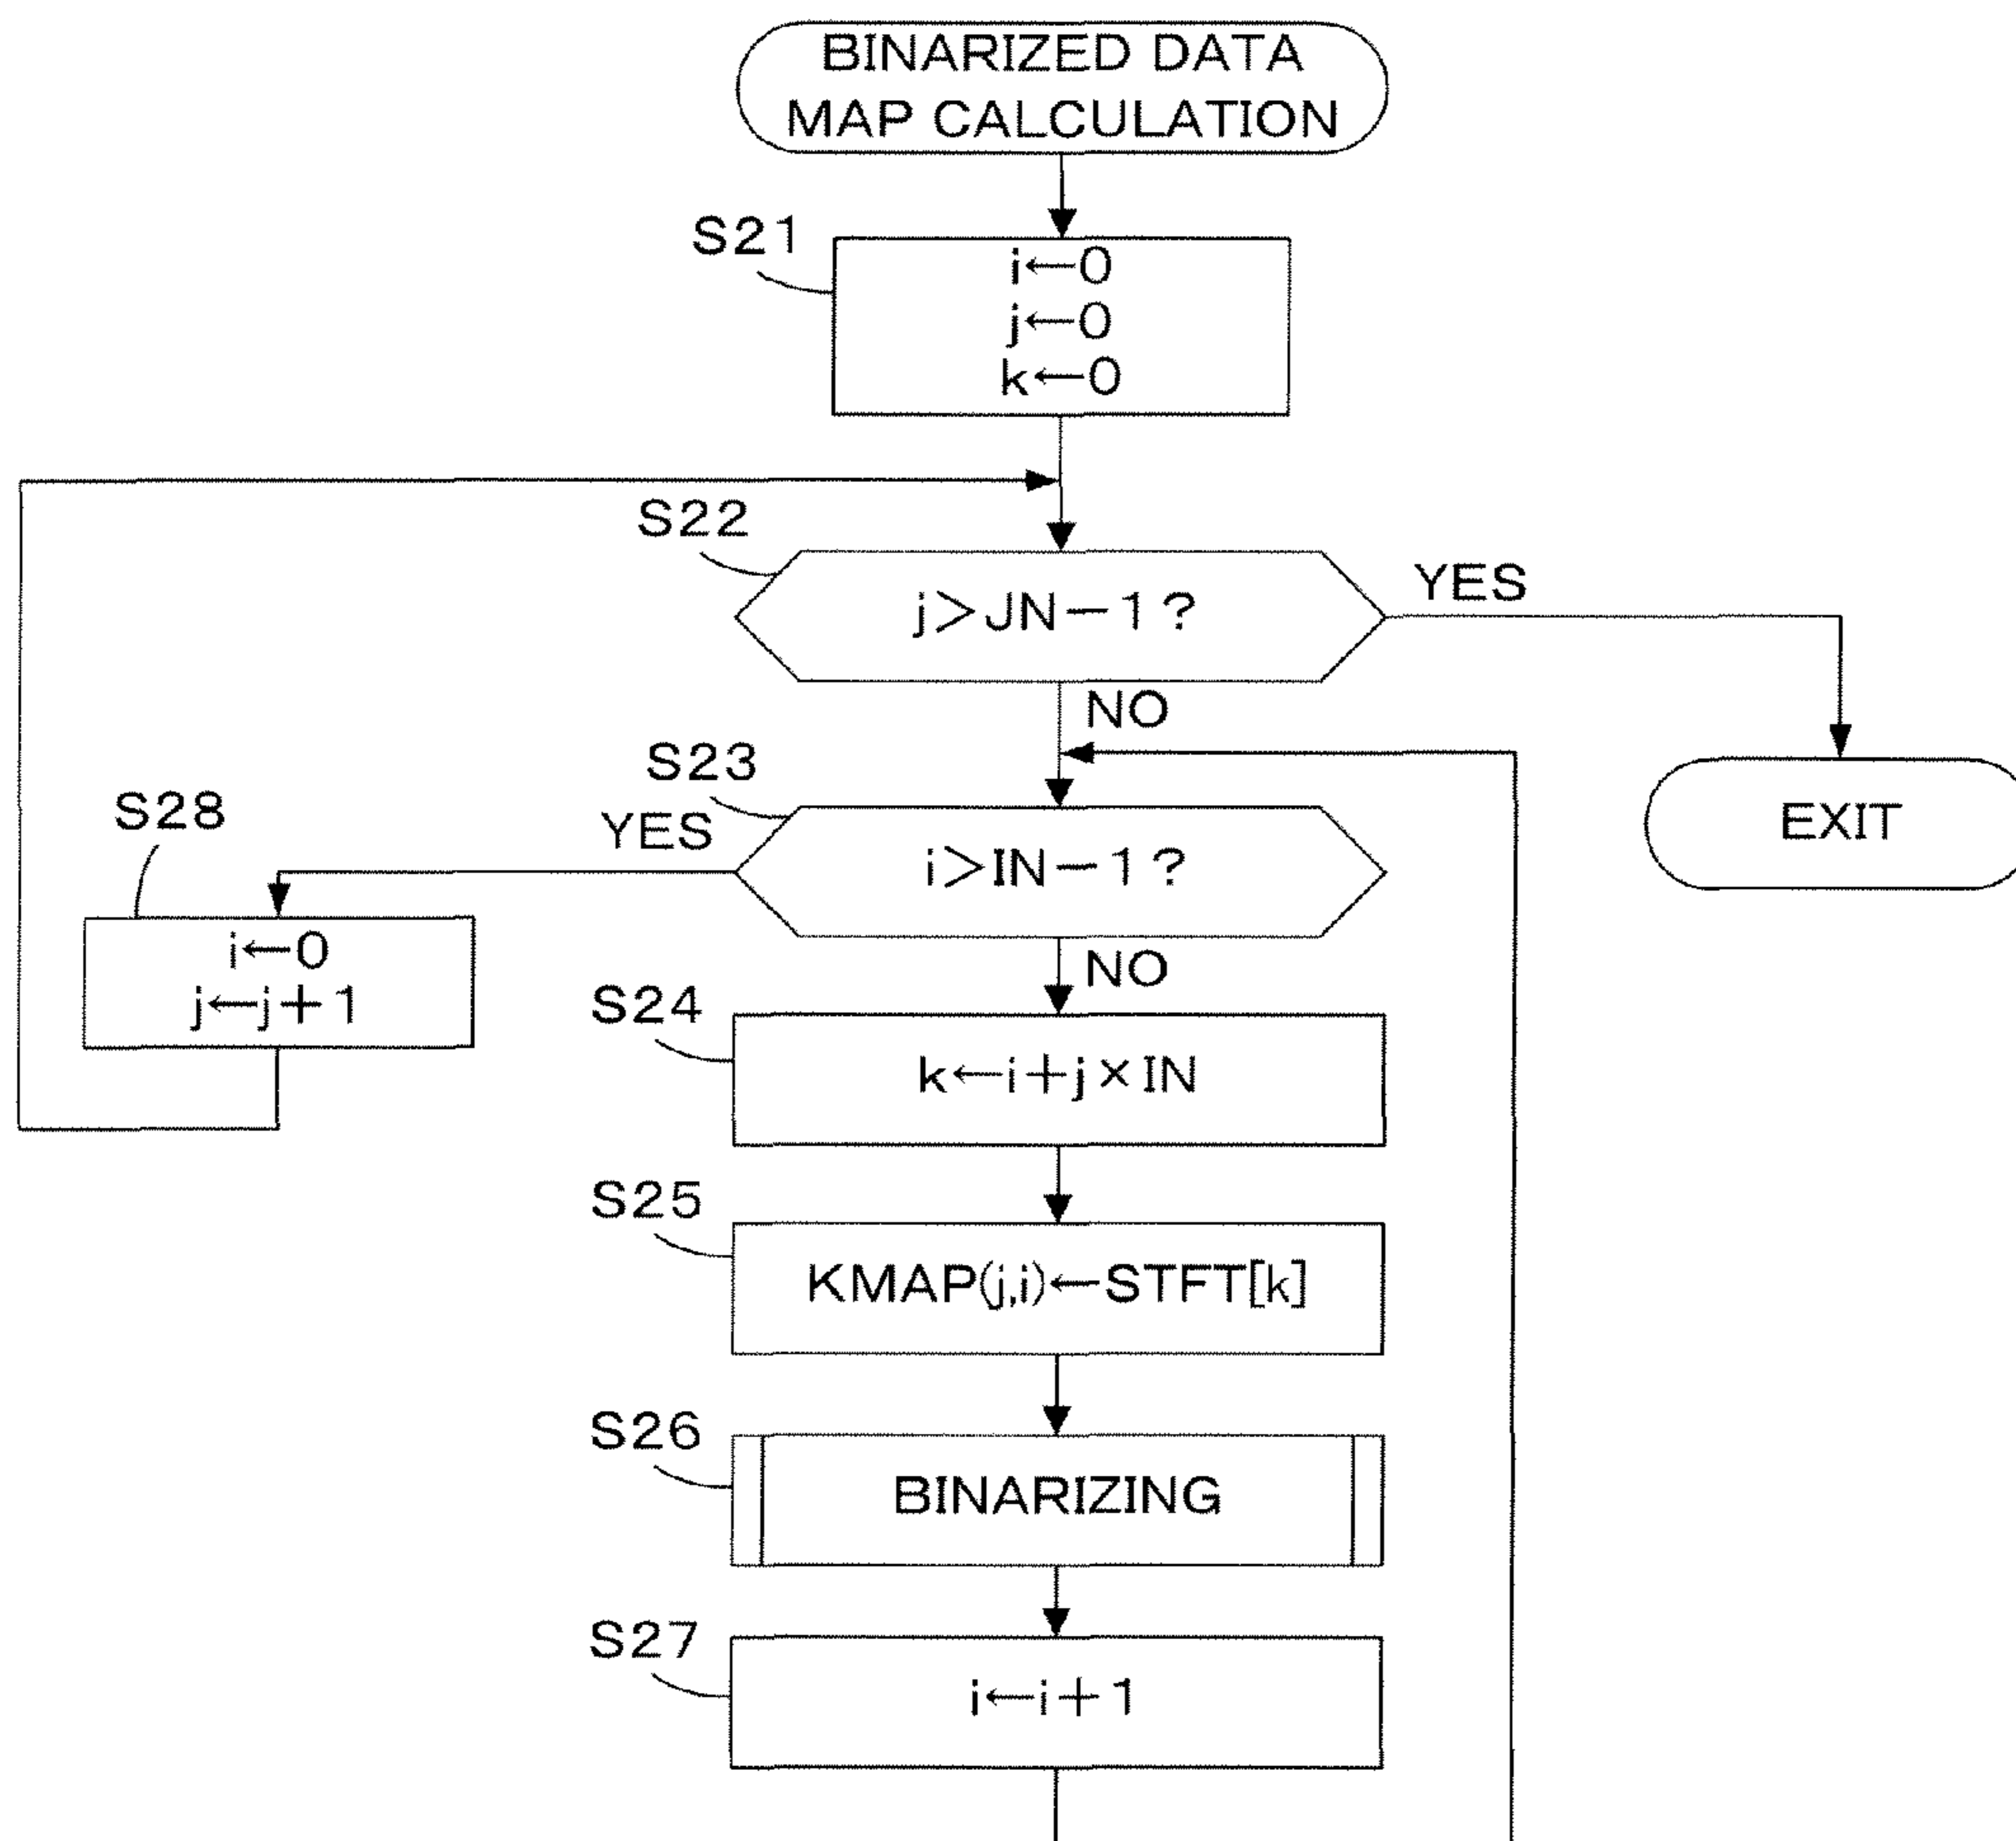 BINARIZED DATA
MAP CALCULATION
S21
i←0
j←0
k←0
S22
j>JN−1?
YES
NO
S23
YES
i>IN−1?
EXIT
S28
i←0
j←j+1
NO
S24
k←i+j×IN
S25
KMAP(j,i)←STFT[k]
S26
BINARIZING
S27
i←i+1